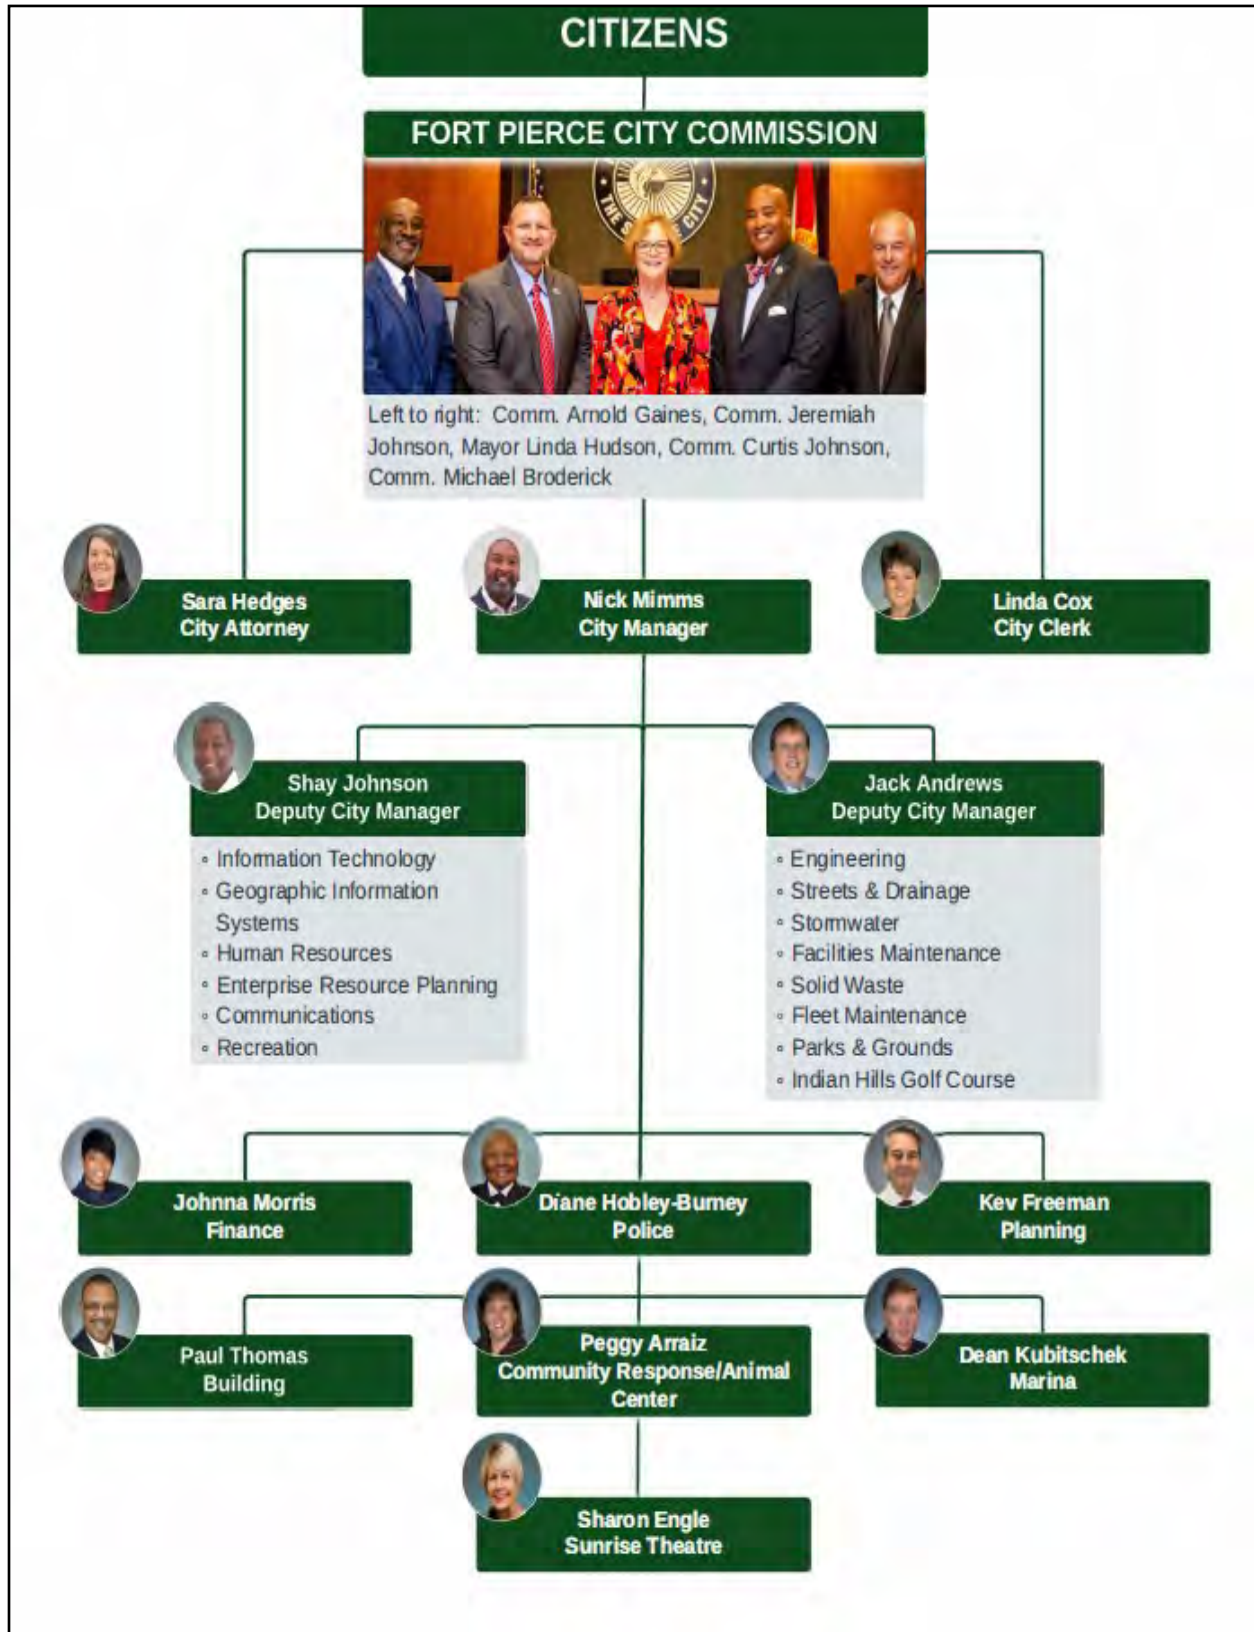 CITIZENS
FORT PIERCE CITY COMMISSION
THE S
E CITY
Left to right: Comm. Arnold Gaines, Comm. Jeremiah
Johnson, Mayor Linda Hudson, Comm. Curtis Johnson,
Comm. Michael Broderick
Sara Hedges
City Attorney
Nick Mimms
City Manager
Linda Cox
City Clerk
Shay Johnson
Deputy City Manager
◦ Information Technology
◦ Geographic Information
Systems
◦ Human Resources
◦ Enterprise Resource Planning
◦ Communications
◦ Recreation
Jack Andrews
Deputy City Manager
◦ Engineering
◦ Streets & Drainage
◦ Stormwater
◦ Facilities Maintenance
◦ Solid Waste
◦ Fleet Maintenance
◦ Parks & Grounds
◦ Indian Hills Golf Course
Johnna Morris
Finance
Diane Hobley-Burney
Police
Kev Freeman
Planning
Paul Thomas
Building
Peggy Arraiz
Community Response/Animal
Center
Dean Kubitschek
Marina
Sharon Engle
Sunrise Theatre